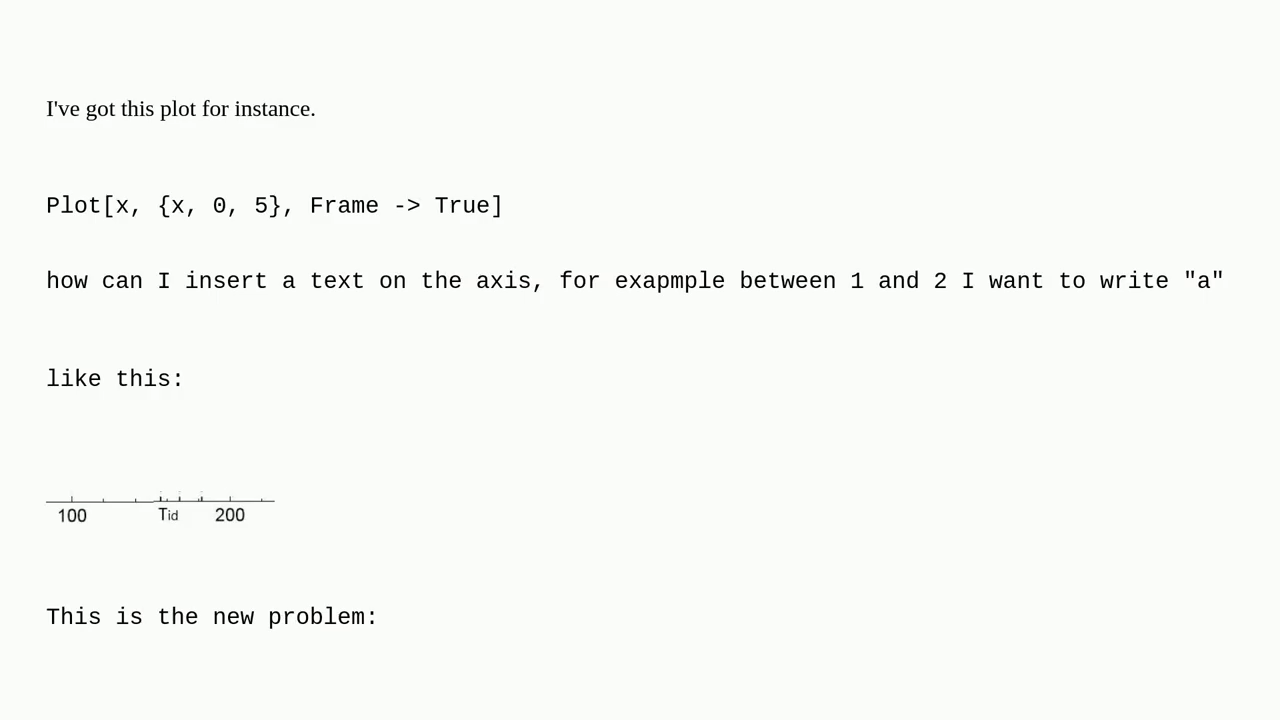 I've got this plot for instance.
Plot[x, {x, 0, 5}, Frame -> True]
how can I insert a text on the axis, for exapmple between 1 and 2 I want to write "a"
like this:
100 Tid 200
This is the new problem: